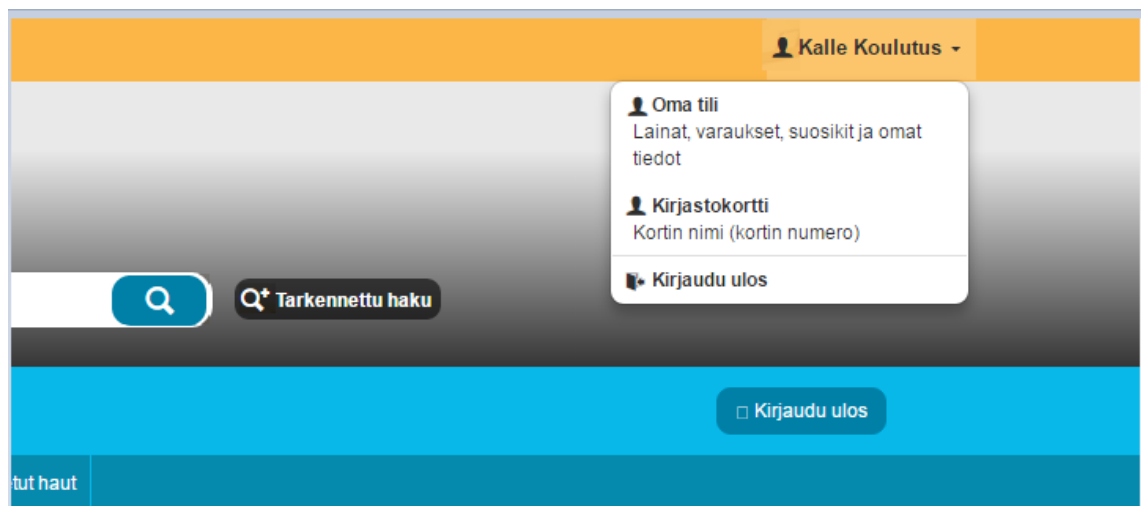 Kalle Koulutus
Oma tili
Lainat, varaukset, suosikit ja omat
tiedot
Kirjastokortti
Kortin nimi (kortin numero)
Kirjaudu ulos
Tarkennettu haku
Kirjaudu ulos
tut haut